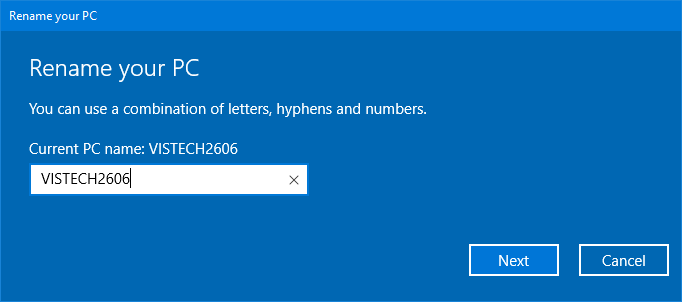 Rename your PC
Rename your PC
You can use a combination of letters, hyphens and numbers.
Current PC name: VISTECH2606
VISTECH2606
Next Cancel